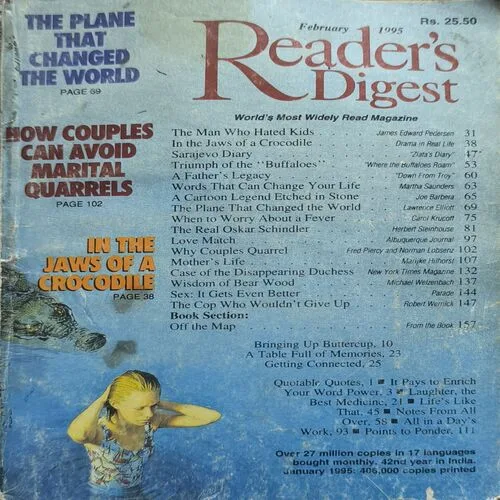 THE PLANE
THAT
CHANGED
THE WORLD
PAGE 69
HOW COUPLES
CAN AVOID
MARITAL
QUARRELS
PAGE 102
IN THE
JAWS OF A
CROCODILE
PAGE 38
February 1995 Rs. 25.50
Reader's
Digest
World's Most Widely Read Magazine
The Man Who Hated Kids . . . . . . James Edward Pedersen 31
In the Jaws of a Crocodile . . . . . . Drama in Real Life 38
Sarajevo Diary . . . . . . "Zlata's Diary" 47
Triumph of the "Buffaloes" . . . . . . "Where the Buffaloes Roam" 53
A Father's Legacy . . . . . . "Down From Troy" 60
Words That Can Change Your Life . . . . . . Martha Saunders 63
A Cartoon Legend Etched in Stone . . . . . . Joe Barbera 65
The Plane That Changed the World . . . . . . Lawrence Elliott 69
When to Worry About a Fever . . . . . . Carol Krucoff 75
The Real Oskar Schindler . . . . . . Herbert Steinhouse 81
Love Match . . . . . . Albuquerque Journal 97
Why Couples Quarrel . . . . . . Fred Piercy and Norman Lobsenz 102
Mother's Life . . . . . . Marijke Hilhorst 107
Case of the Disappearing Duchess . . . . . . New York Times Magazine 132
Wisdom of Bear Wood . . . . . . Michael Welzenbach 137
Sex: It Gets Even Better . . . . . . Parade 144
The Cop Who Wouldn't Give Up . . . . . . Robert Wernick 147
Book Section:
Off the Map . . . . . . From the Book 157
Bringing Up Buttercup, 10
A Table Full of Memories, 23
Getting Connected, 25
Quotable Quotes, 1 ■ It Pays to Enrich
Your Word Power, 3 ■ Laughter, the
Best Medicine, 21 ■ Life's Like
That, 45 ■ Notes From All
Over, 58 ■ All in a Day's
Work, 93 ■ Points to Ponder, 111
Over 27 million copies in 17 languages
bought monthly. 42nd year in India.
January 1995: 406,000 copies printed